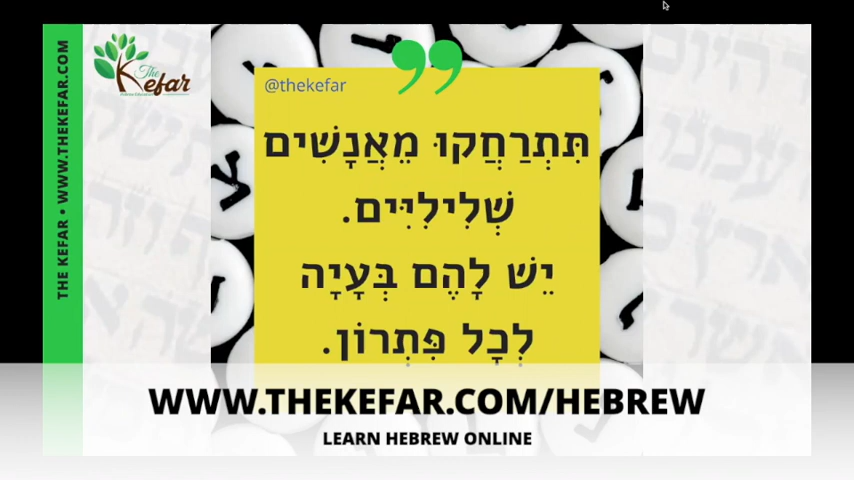 THE KEFAR • WWW.THEKEFAR.COM
The
Kefar
@thekefar
תִּתְרַחֲקוּ מֵאֲנָשִׁים
שְׁלִילִיִּים.
יֵשׁ לָהֶם בְּעָיָה
לְכָל פִּתְרוֹן.
WWW.THEKEFAR.COM/HEBREW
LEARN HEBREW ONLINE